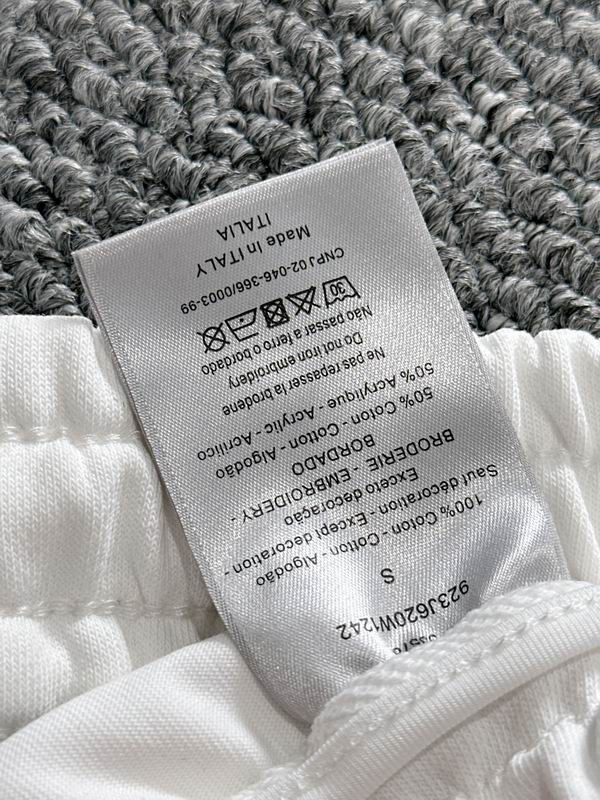 923J620W1242
S
100% Coton - Cotton - Algodão
Sauf décoration - Except décoration -
Exceto decoração
BRODERIE - EMBROIDERY -
BORDADO
50% Coton - Cotton - Algodão
50% Acrylique - Acrylic - Acrilico
Ne pas repasser la broderie
Do not iron embroidery
Não passar a ferro o bordado
30
CNPJ 02-046-366/0003-99
Made in ITALY
ITALIA